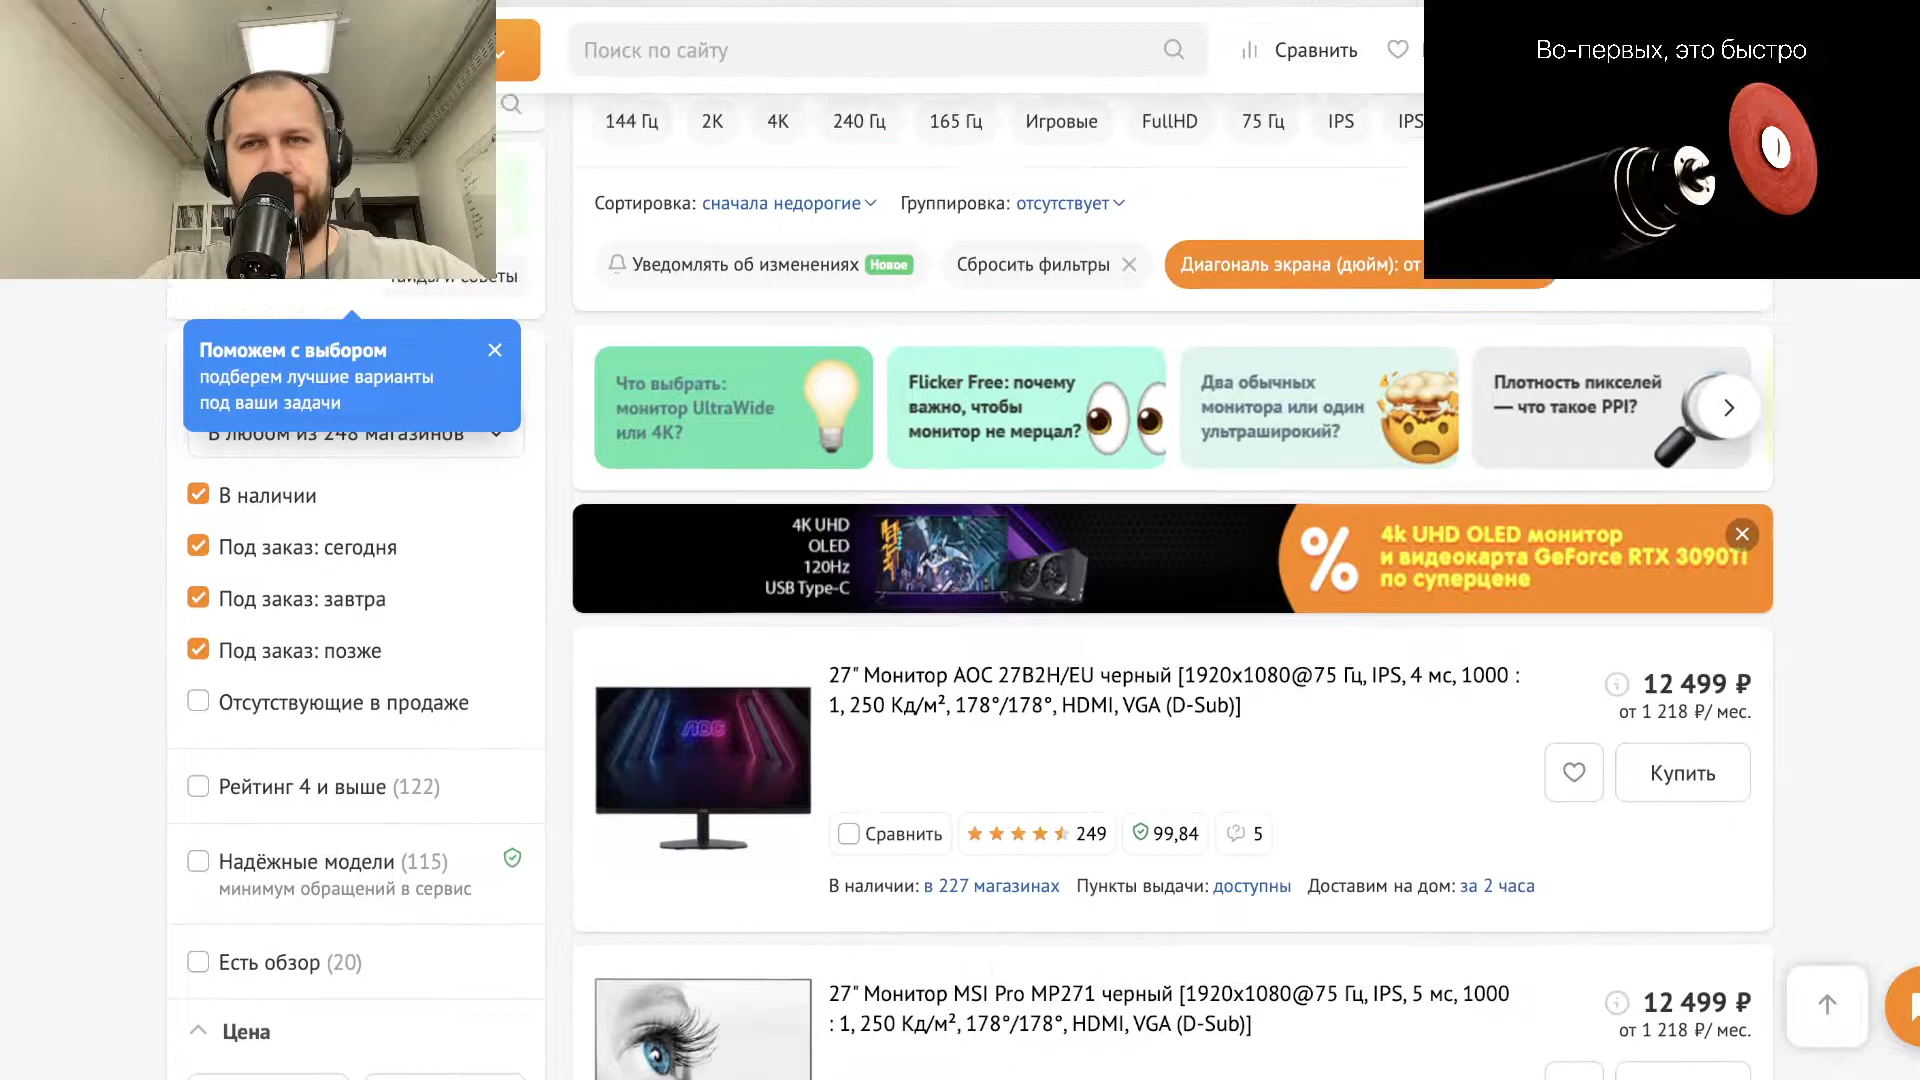 Поиск по сайту
Сравнить
Во-первых, это быстро
144 Гц
2K
4K
240 Гц
165 Гц
Игровые
FullHD
75 Гц
IPS
IPS
Сортировка: сначала недорогие
Группировка: отсутствует
Уведомлять об изменениях Новое
Сбросить фильтры
Диагональ экрана (дюйм): от
Поможем с выбором
подберем лучшие варианты
под ваши задачи
В любом из 248 магазинов
В наличии
Под заказ: сегодня
Под заказ: завтра
Под заказ: позже
Отсутствующие в продаже
Рейтинг 4 и выше (122)
Надёжные модели (115)
минимум обращений в сервис
Есть обзор (20)
Цена
Что выбрать:
монитор UltraWide
или 4K?
Flicker Free: почему
важно, чтобы
монитор не мерцал?
Два обычных
монитора или один
ультраширокий?
Плотность пикселей
— что такое PPI?
4K UHD
OLED
120Hz
USB Type-C
%
4k UHD OLED монитор
и видеокарта GeForce RTX 3090Ti
по суперцене
AOC
27" Монитор AOC 27B2H/EU черный [1920x1080@75 Гц, IPS, 4 мс, 1000 :
1, 250 Кд/м², 178°/178°, HDMI, VGA (D-Sub)]
12 499 ₽
от 1 218 ₽/ мес.
Купить
Сравнить
249
99,84
5
В наличии: в 227 магазинах Пункты выдачи: доступны Доставим на дом: за 2 часа
27" Монитор MSI Pro MP271 черный [1920x1080@75 Гц, IPS, 5 мс, 1000
: 1, 250 Кд/м², 178°/178°, HDMI, VGA (D-Sub)]
12 499 ₽
от 1 218 ₽/ мес.